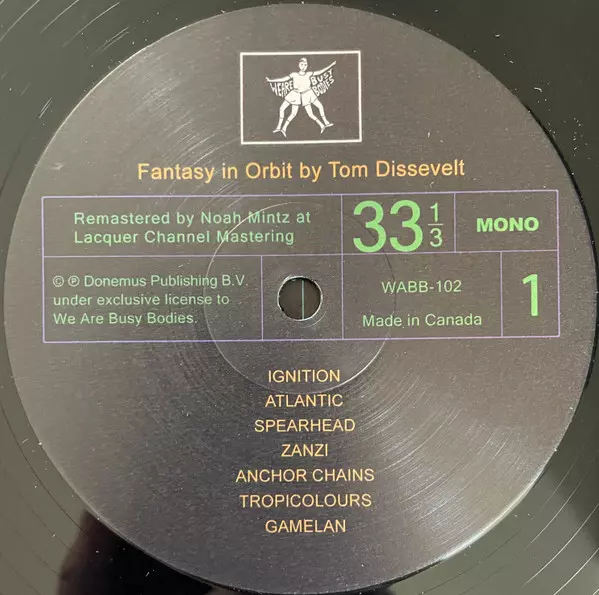 WE ARE BUSY BODIES
Fantasy in Orbit by Tom Dissevelt
Remastered by Noah Mintz at
Lacquer Channel Mastering
33 1/3
MONO
© ℗ Donemus Publishing B.V.
under exclusive license to
We Are Busy Bodies.
WABB-102
Made in Canada
1
IGNITION
ATLANTIC
SPEARHEAD
ZANZI
ANCHOR CHAINS
TROPICOLOURS
GAMELAN